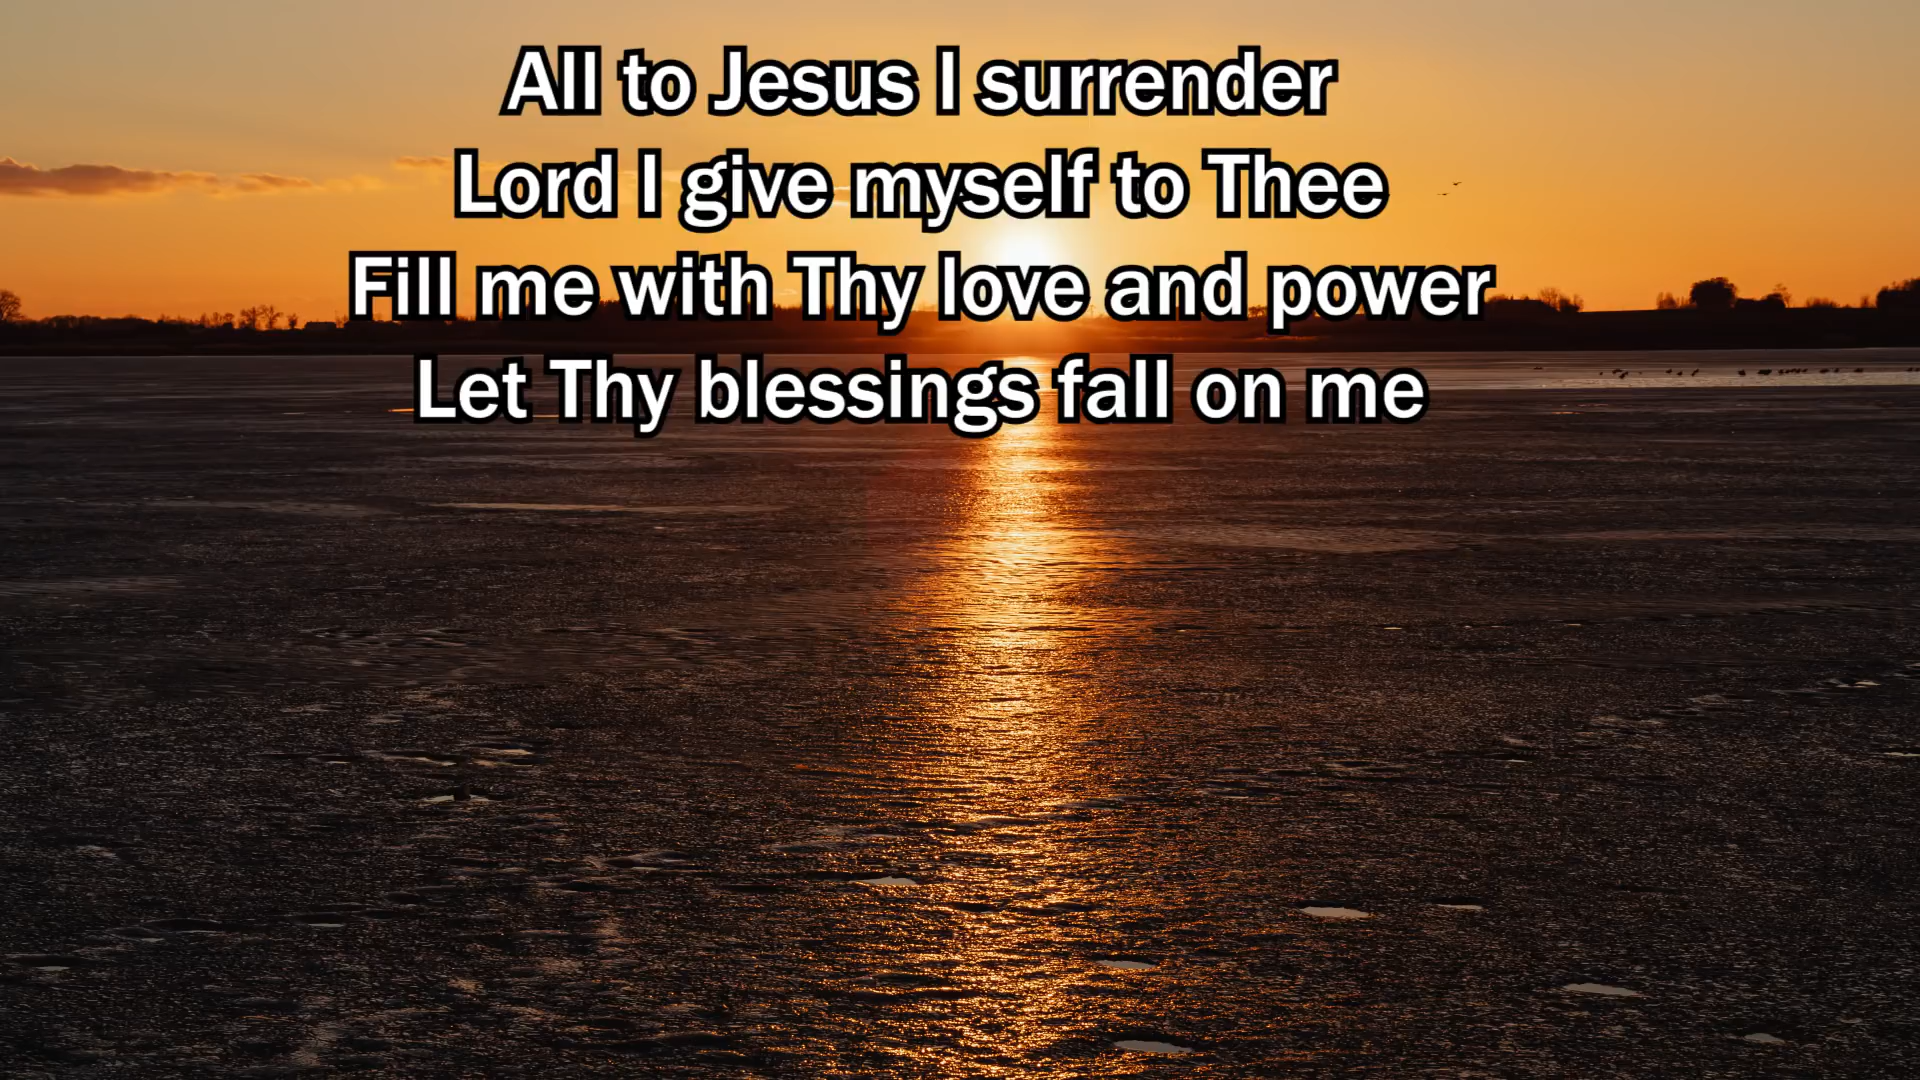 All to Jesus I surrender
Lord I give myself to Thee
Fill me with Thy love and power
Let Thy blessings fall on me